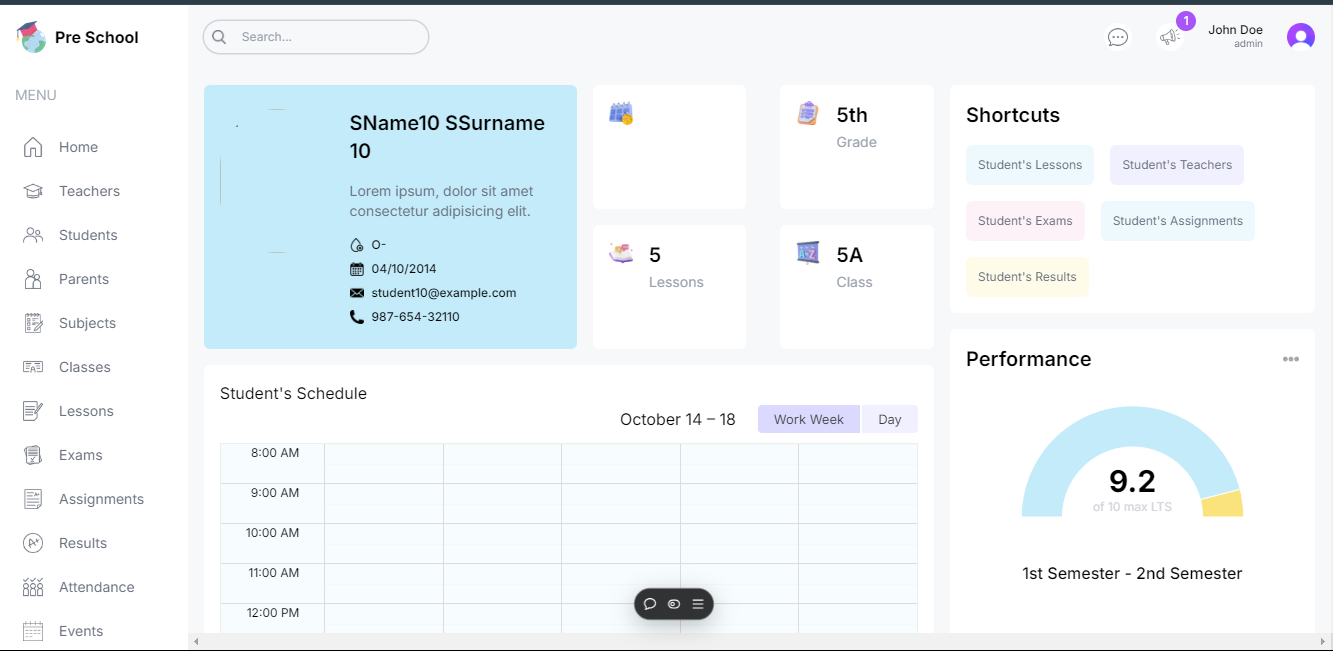 Pre School
Search...
1
John Doe
admin
MENU
Home
Teachers
Students
Parents
Subjects
Classes
Lessons
Exams
Assignments
Results
Attendance
Events
SName10 SSurname
10
Lorem ipsum, dolor sit amet
consectetur adipisicing elit.
O-
04/10/2014
student10@example.com
987-654-32110
5th
Grade
5
Lessons
5A
Class
Student's Schedule
October 14 – 18
Work Week
Day
8:00 AM
9:00 AM
10:00 AM
11:00 AM
12:00 PM
Shortcuts
Student's Lessons
Student's Teachers
Student's Exams
Student's Assignments
Student's Results
Performance
9.2
of 10 max LTS
1st Semester - 2nd Semester